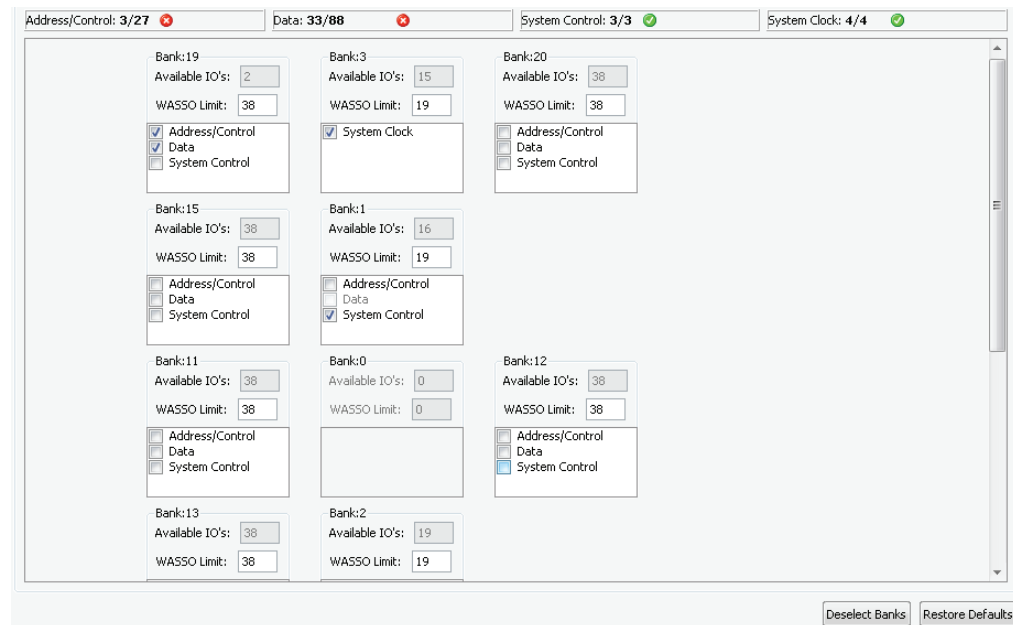 Address/Control: 3/27 Data: 33/88 System Control: 3/3 System Clock: 4/4
Bank:19 Bank:3 Bank:20
Available IO's: 2 Available IO's: 15 Available IO's: 38
WASSO Limit: 38 WASSO Limit: 19 WASSO Limit: 38
Address/Control System Clock Address/Control
Data Data
System Control System Control
Bank:15 Bank:1
Available IO's: 38 Available IO's: 16
WASSO Limit: 38 WASSO Limit: 19
Address/Control Address/Control
Data Data
System Control System Control
Bank:11 Bank:0 Bank:12
Available IO's: 38 Available IO's: 0 Available IO's: 38
WASSO Limit: 38 WASSO Limit: 0 WASSO Limit: 38
Address/Control Address/Control
Data Data
System Control System Control
Bank:13 Bank:2
Available IO's: 38 Available IO's: 19
WASSO Limit: 38 WASSO Limit: 19
Deselect Banks Restore Defaults